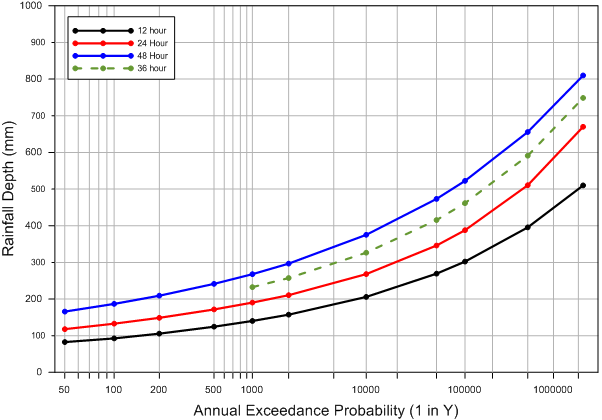 1000
900
800
700
600
500
400
300
200
100
0
12 hour
24 Hour
48 Hour
36 hour
Rainfall Depth (mm)
50 100 200 500 1000 10000 100000 1000000
Annual Exceedance Probability (1 in Y)